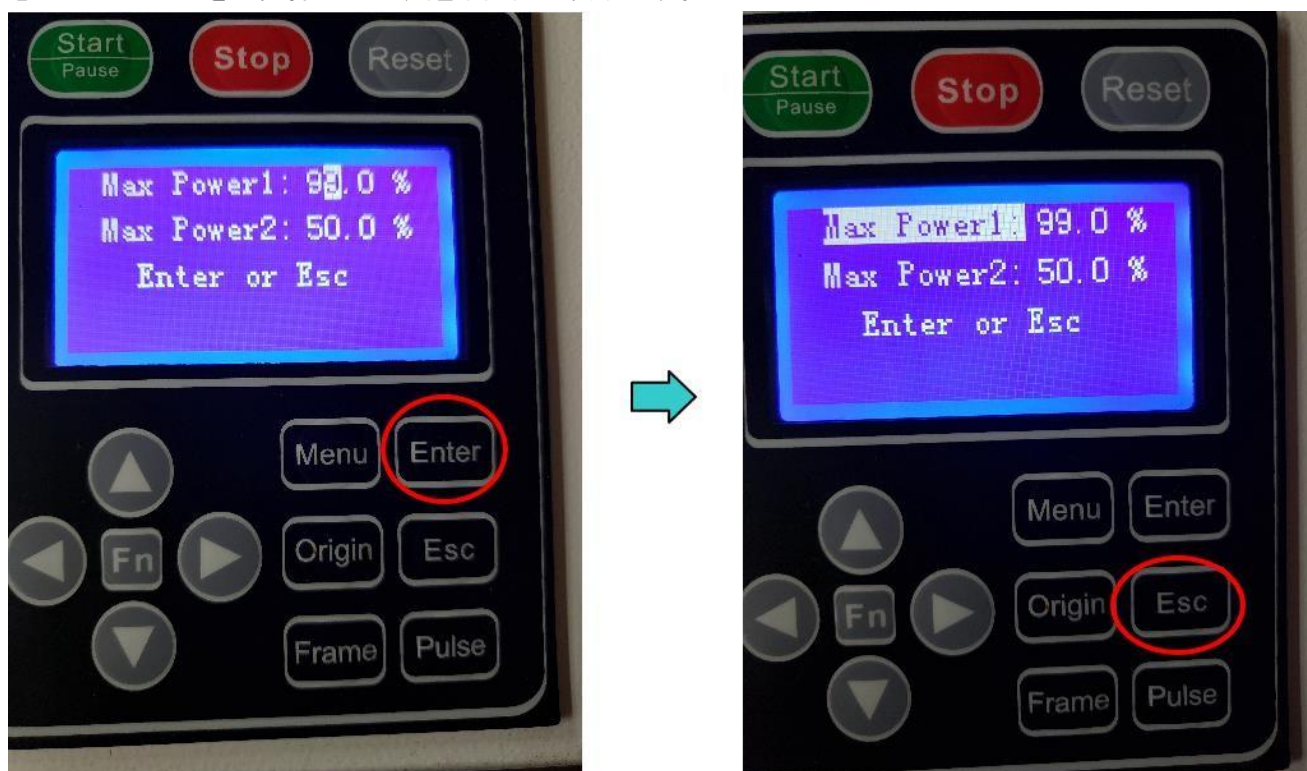 Start
Pause
Stop
Reset
Max Power1: 99.0 %
Max Power2: 50.0 %
Enter or Esc
Menu
Enter
Fn
Origin
Esc
Frame
Pulse
Start
Pause
Stop
Reset
Max Power1: 99.0 %
Max Power2: 50.0 %
Enter or Esc
Menu
Enter
Fn
Origin
Esc
Frame
Pulse